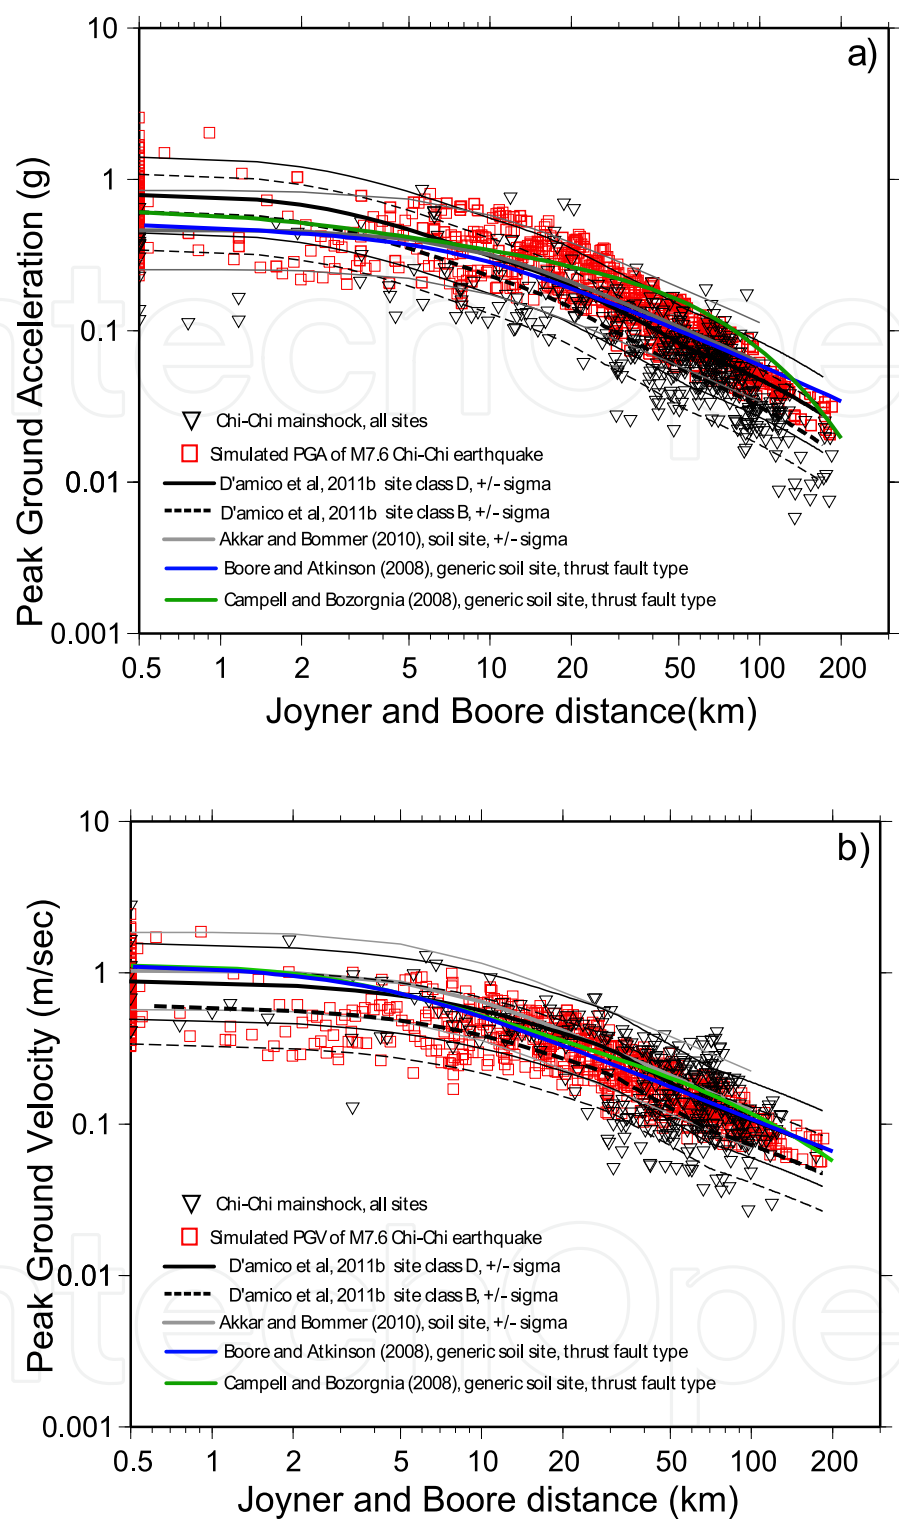 a)
10
1
0.1
0.01
0.001
Peak Ground Acceleration (g)
Chi-Chi mainshock, all sites
Simulated PGA of M7.6 Chi-Chi earthquake
D'amico et al, 2011b site class D, +/- sigma
D'amico et al, 2011b site class B, +/- sigma
Akkar and Bommer (2010), soil site, +/- sigma
Boore and Atkinson (2008), generic soil site, thrust fault type
Campell and Bozorgnia (2008), generic soil site, thrust fault type
0.5 1 2 5 10 20 50 100 200
Joyner and Boore distance(km)
b)
10
1
0.1
0.01
0.001
Peak Ground Velocity (m/sec)
Chi-Chi mainshock, all sites
Simulated PGV of M7.6 Chi-Chi earthquake
D'amico et al, 2011b site class D, +/- sigma
D'amico et al, 2011b site class B, +/- sigma
Akkar and Bommer (2010), soil site, +/- sigma
Boore and Atkinson (2008), generic soil site, thrust fault type
Campell and Bozorgnia (2008), generic soil site, thrust fault type
0.5 1 2 5 10 20 50 100 200
Joyner and Boore distance (km)